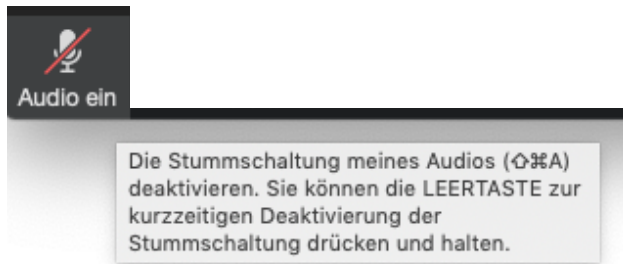 Audio ein
Die Stummschaltung meines Audios (⇧⌘A)
deaktivieren. Sie können die LEERTASTE zur
kurzzeitigen Deaktivierung der
Stummschaltung drücken und halten.